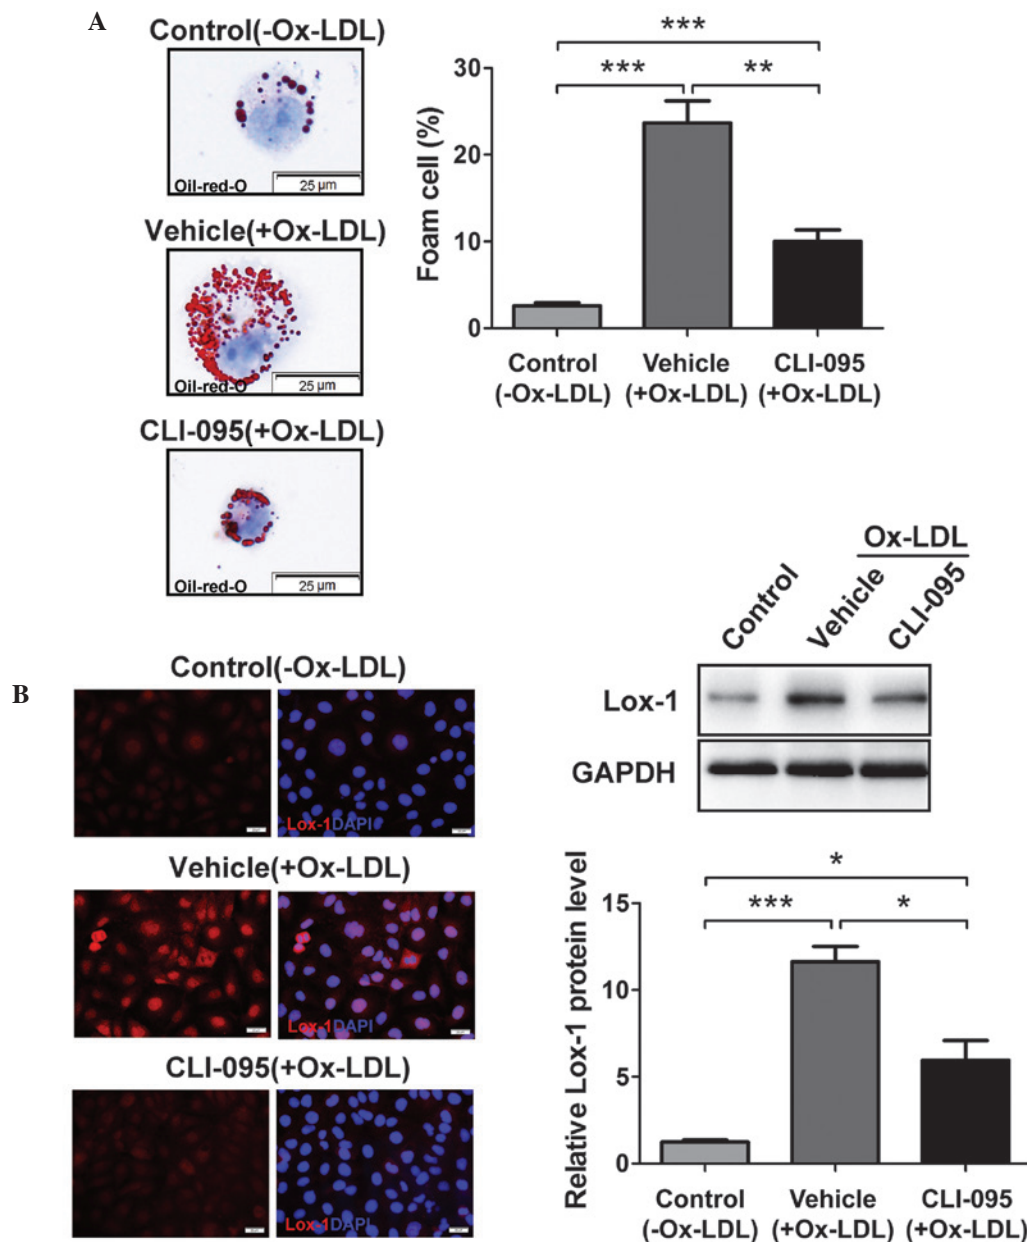 A
Control(-Ox-LDL)
Oil-red-O
25 µm
Vehicle(+Ox-LDL)
Oil-red-O
25 µm
CLI-095(+Ox-LDL)
Oil-red-O
25 µm
***
***
**
30
20
10
0
Foam cell (%)
Control
(-Ox-LDL)
Vehicle
(+Ox-LDL)
CLI-095
(+Ox-LDL)
B
Control(-Ox-LDL)
Lox-1DAPI
Vehicle(+Ox-LDL)
Lox-1DAPI
CLI-095(+Ox-LDL)
Lox-1DAPI
Ox-LDL
Control
Vehicle
CLI-095
Lox-1
GAPDH
*
***
*
15
10
5
0
Relative Lox-1 protein level
Control
(-Ox-LDL)
Vehicle
(+Ox-LDL)
CLI-095
(+Ox-LDL)